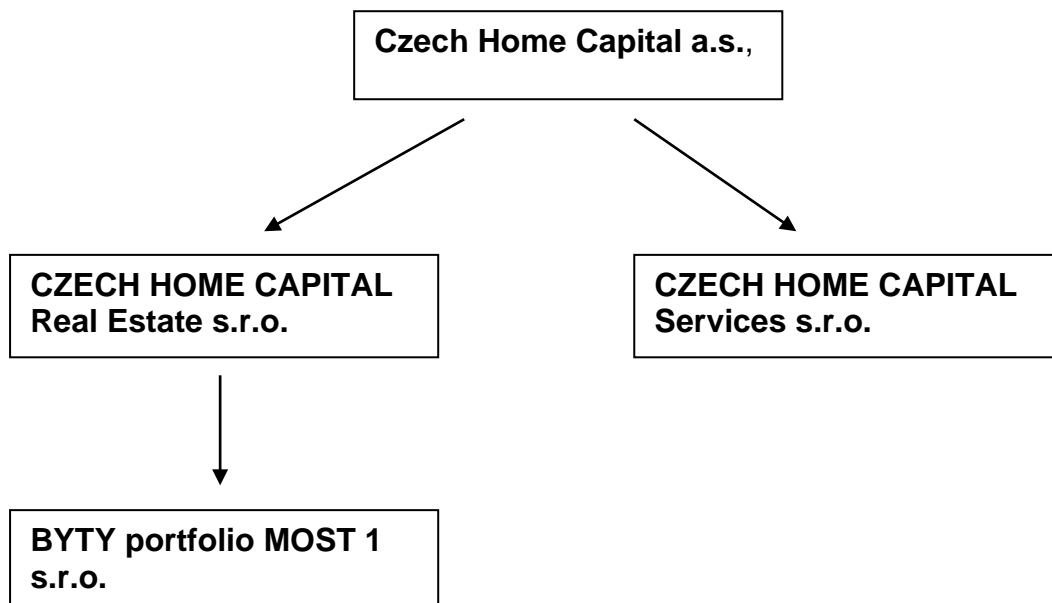 Czech Home Capital a.s.,
CZECH HOME CAPITAL
Real Estate s.r.o.
CZECH HOME CAPITAL
Services s.r.o.
BYTY portfolio MOST 1
s.r.o.